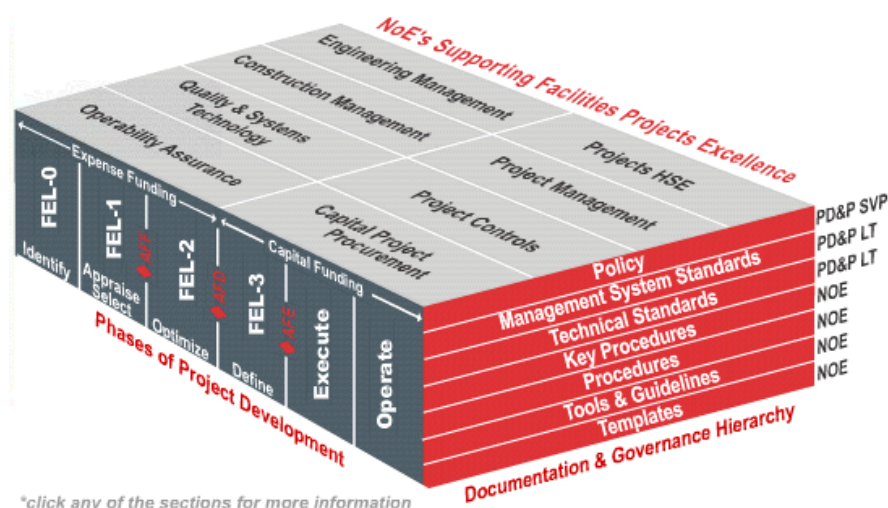 NoE's Supporting Facilities Projects Excellence
Engineering Management
Construction Management
Quality & Systems
Technology
Operability Assurance
Projects HSE
Project Management
Project Controls
Capital Project
Procurement
Expense Funding
Capital Funding
FEL-0
FEL-1
FEL-2
FEL-3
Execute
Operate
AFF
AFD
AFE
Identify
Appraise
Select
Optimize
Define
Phases of Project Development
Policy
Management System Standards
Technical Standards
Key Procedures
Procedures
Tools & Guidelines
Templates
PD&P SVP
PD&P LT
PD&P LT
NOE
NOE
NOE
NOE
Documentation & Governance Hierarchy
*click any of the sections for more information